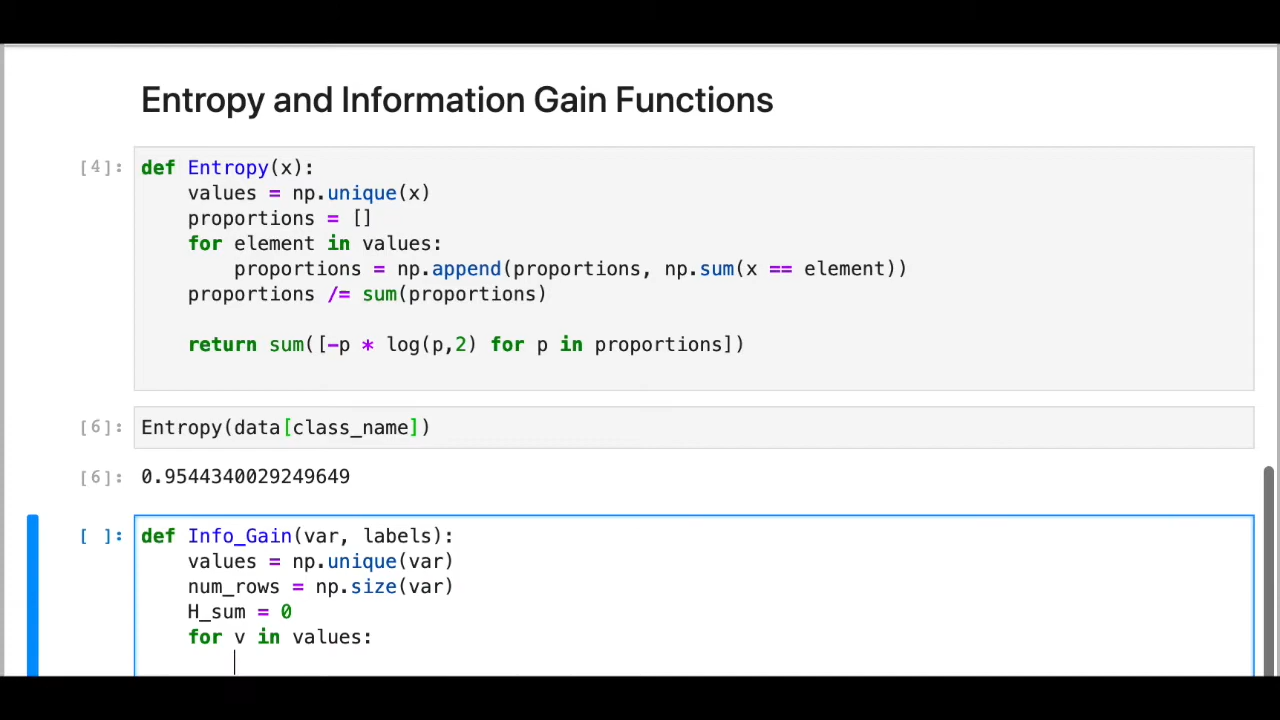 Entropy and Information Gain Functions
[4]: def Entropy(x):
    values = np.unique(x)
    proportions = []
    for element in values:
        proportions = np.append(proportions, np.sum(x == element))
    proportions /= sum(proportions)
    return sum([-p * log(p,2) for p in proportions])
[6]: Entropy(data[class_name])
[6]: 0.9544340029249649
[ ]: def Info_Gain(var, labels):
    values = np.unique(var)
    num_rows = np.size(var)
    H_sum = 0
    for v in values: